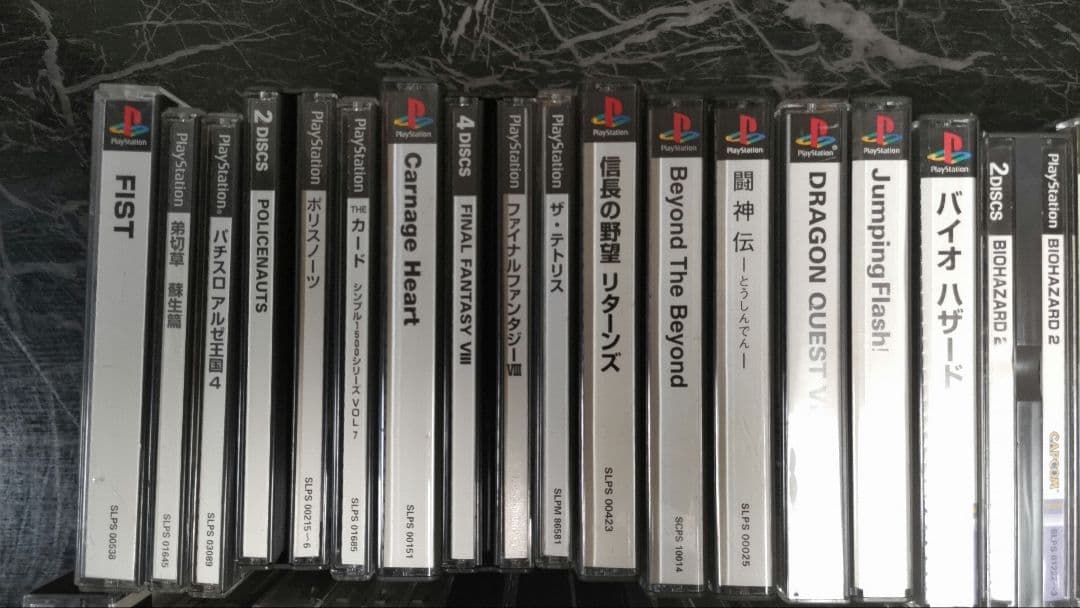 PlayStation
FIST
SLPS 00538
PlayStation
弟切草 蘇生篇
SLPS 01645
PlayStation
パチスロ アルゼ王国4
SLPS 03089
2 DISCS
POLICENAUTS
PlayStation
ポリスノーツ
SLPS 00215~6
PlayStation
THE カード シンプル1500シリーズ VOL.7
SLPS 01685
PlayStation
Carnage Heart
SLPS 00151
4 DISCS
FINAL FANTASY VIII
PlayStation
ファイナルファンタジーVIII
PlayStation
ザ・テトリス
SLPM 86581
PlayStation
信長の野望 リターンズ
SLPS 00423
PlayStation
Beyond The Beyond
SCPS 10014
PlayStation
闘神伝 ーとうしんでんー
SLPS 00025
PlayStation
DRAGON QUEST
PlayStation
Jumping Flash!
PlayStation
バイオ ハザード
2 DISCS
BIOHAZARD 2
PlayStation
BIOHAZARD 2
CAPCOM